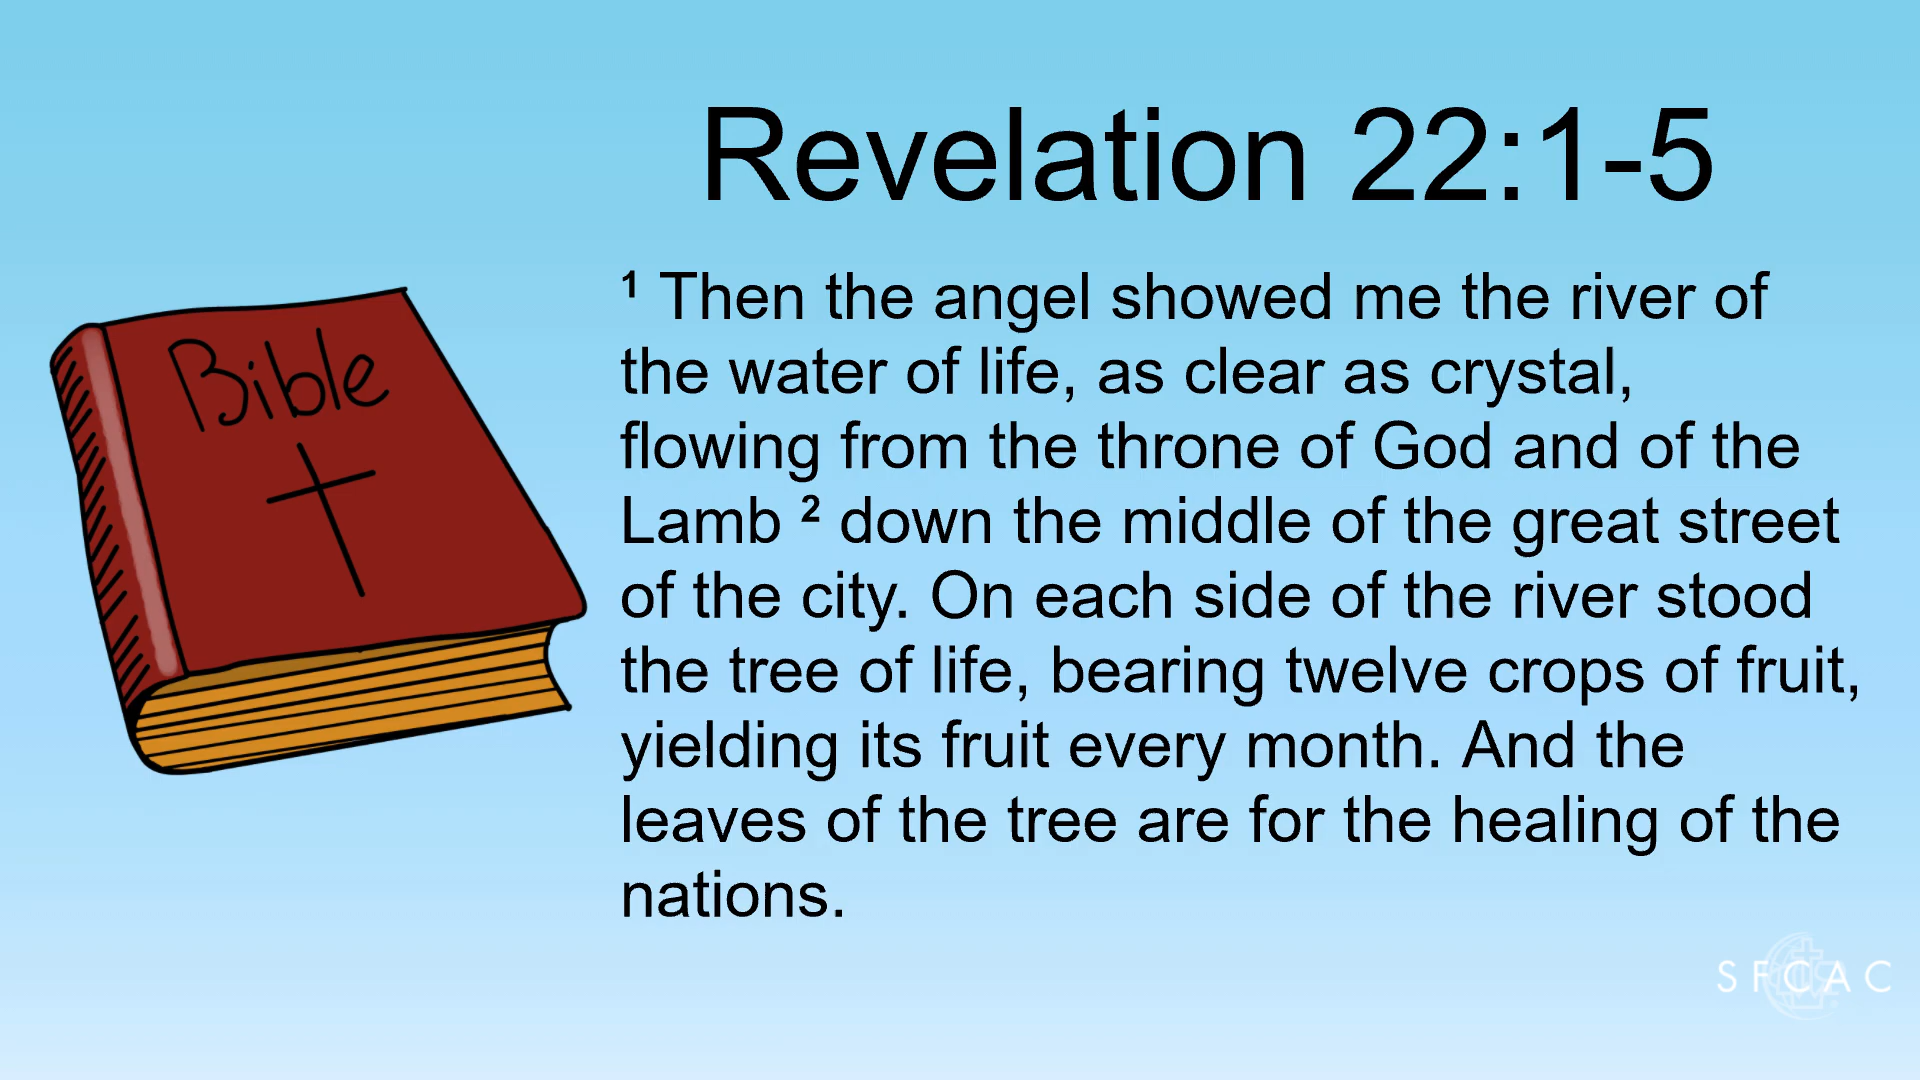 Revelation 22:1-5
Bible
¹ Then the angel showed me the river of
the water of life, as clear as crystal,
flowing from the throne of God and of the
Lamb ² down the middle of the great street
of the city. On each side of the river stood
the tree of life, bearing twelve crops of fruit,
yielding its fruit every month. And the
leaves of the tree are for the healing of the
nations.
SFCAC